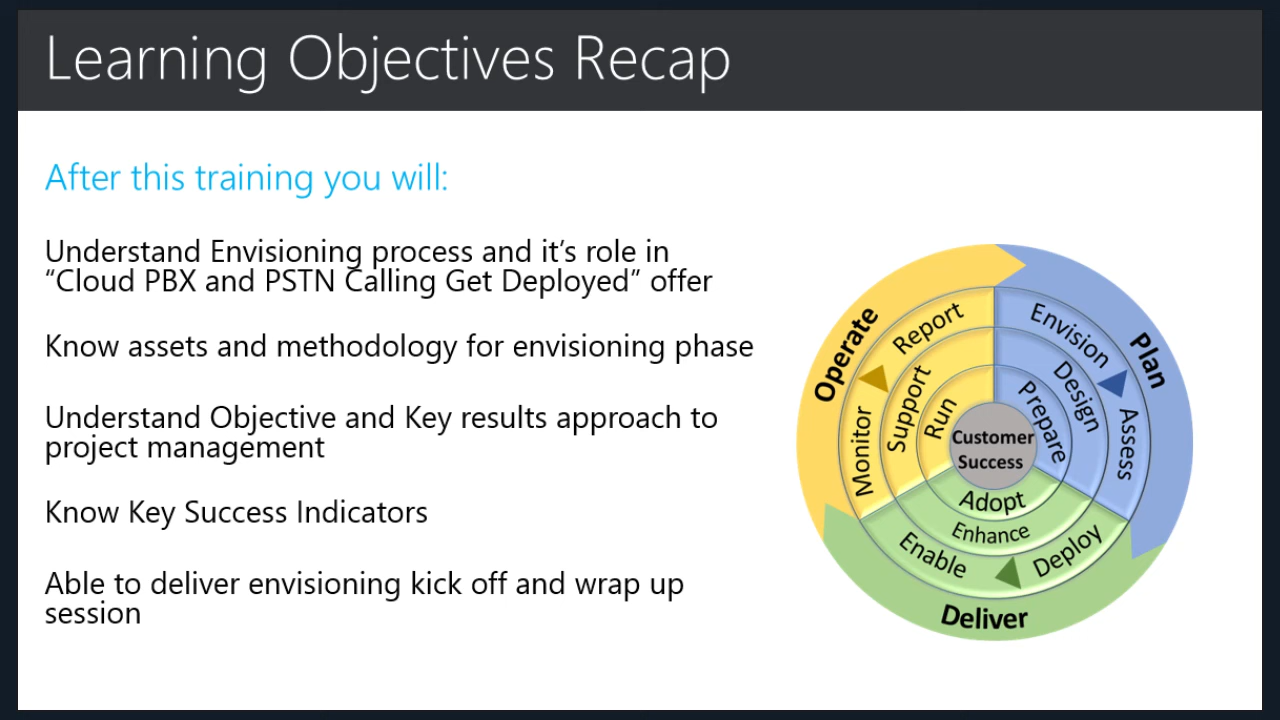 Learning Objectives Recap
After this training you will:
Understand Envisioning process and it’s role in
“Cloud PBX and PSTN Calling Get Deployed” offer
Know assets and methodology for envisioning phase
Understand Objective and Key results approach to
project management
Know Key Success Indicators
Able to deliver envisioning kick off and wrap up
session
Operate
Report
Monitor
Support
Run
Plan
Envision
Assess
Design
Prepare
Customer
Success
Adopt
Enhance
Enable
Deploy
Deliver